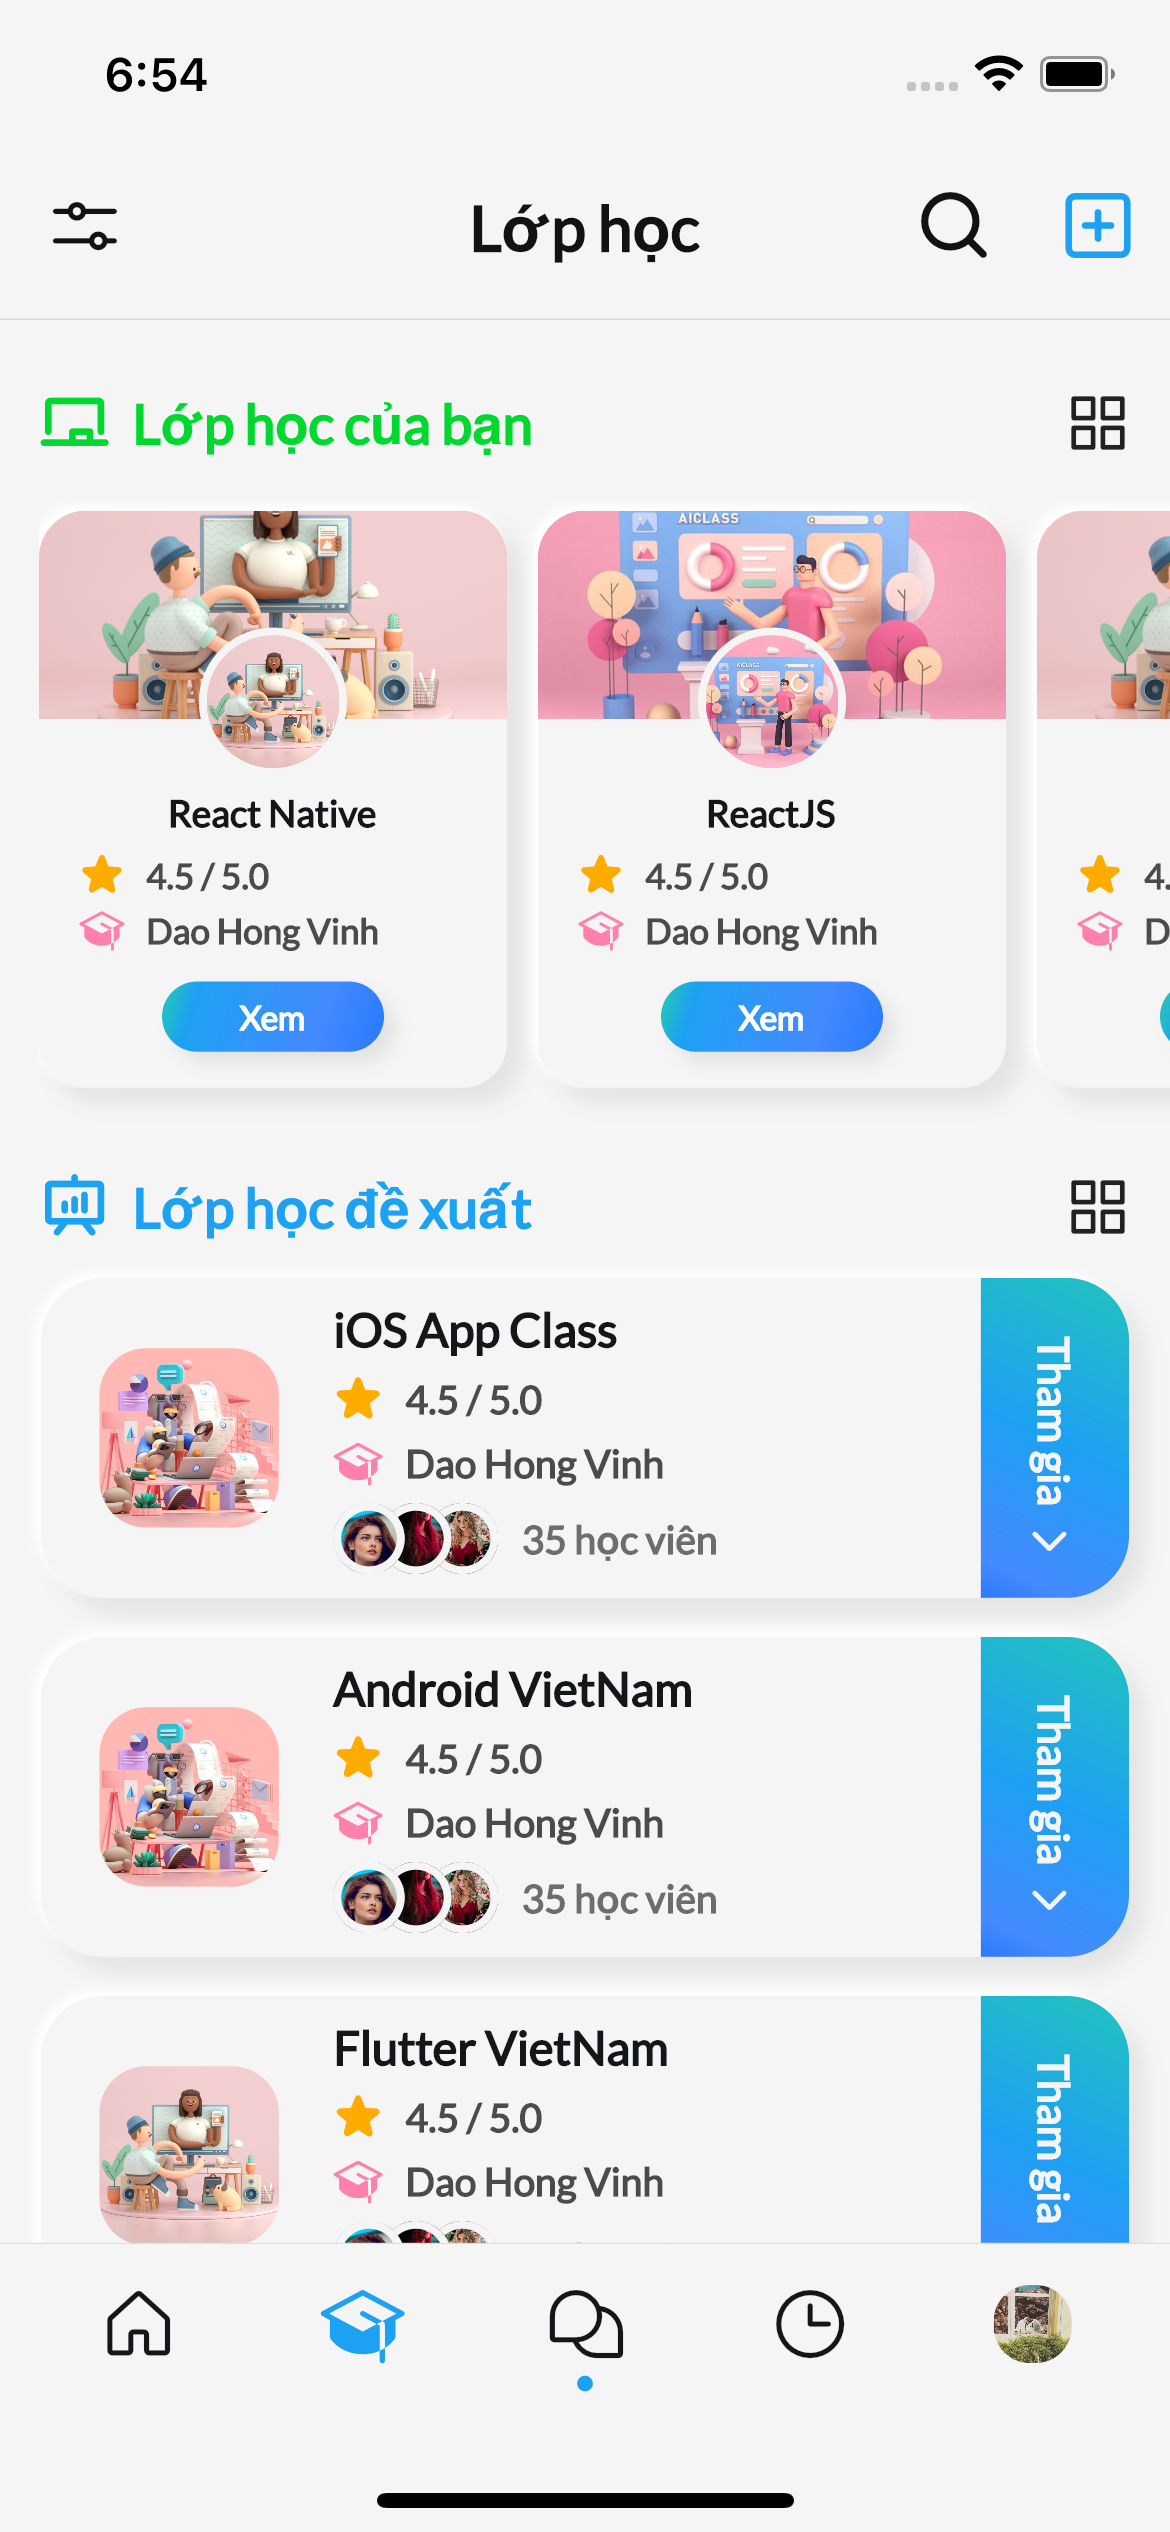 6:54
Lớp học
Lớp học của bạn
AICLASS
AICLASS
React Native
ReactJS
4.5 / 5.0
4.5 / 5.0
4.
Dao Hong Vinh
Dao Hong Vinh
D
Xem
Xem
Lớp học đề xuất
iOS App Class
4.5 / 5.0
Dao Hong Vinh
35 học viên
Tham gia
Android VietNam
4.5 / 5.0
Dao Hong Vinh
35 học viên
Tham gia
Flutter VietNam
4.5 / 5.0
Dao Hong Vinh
Tham gia